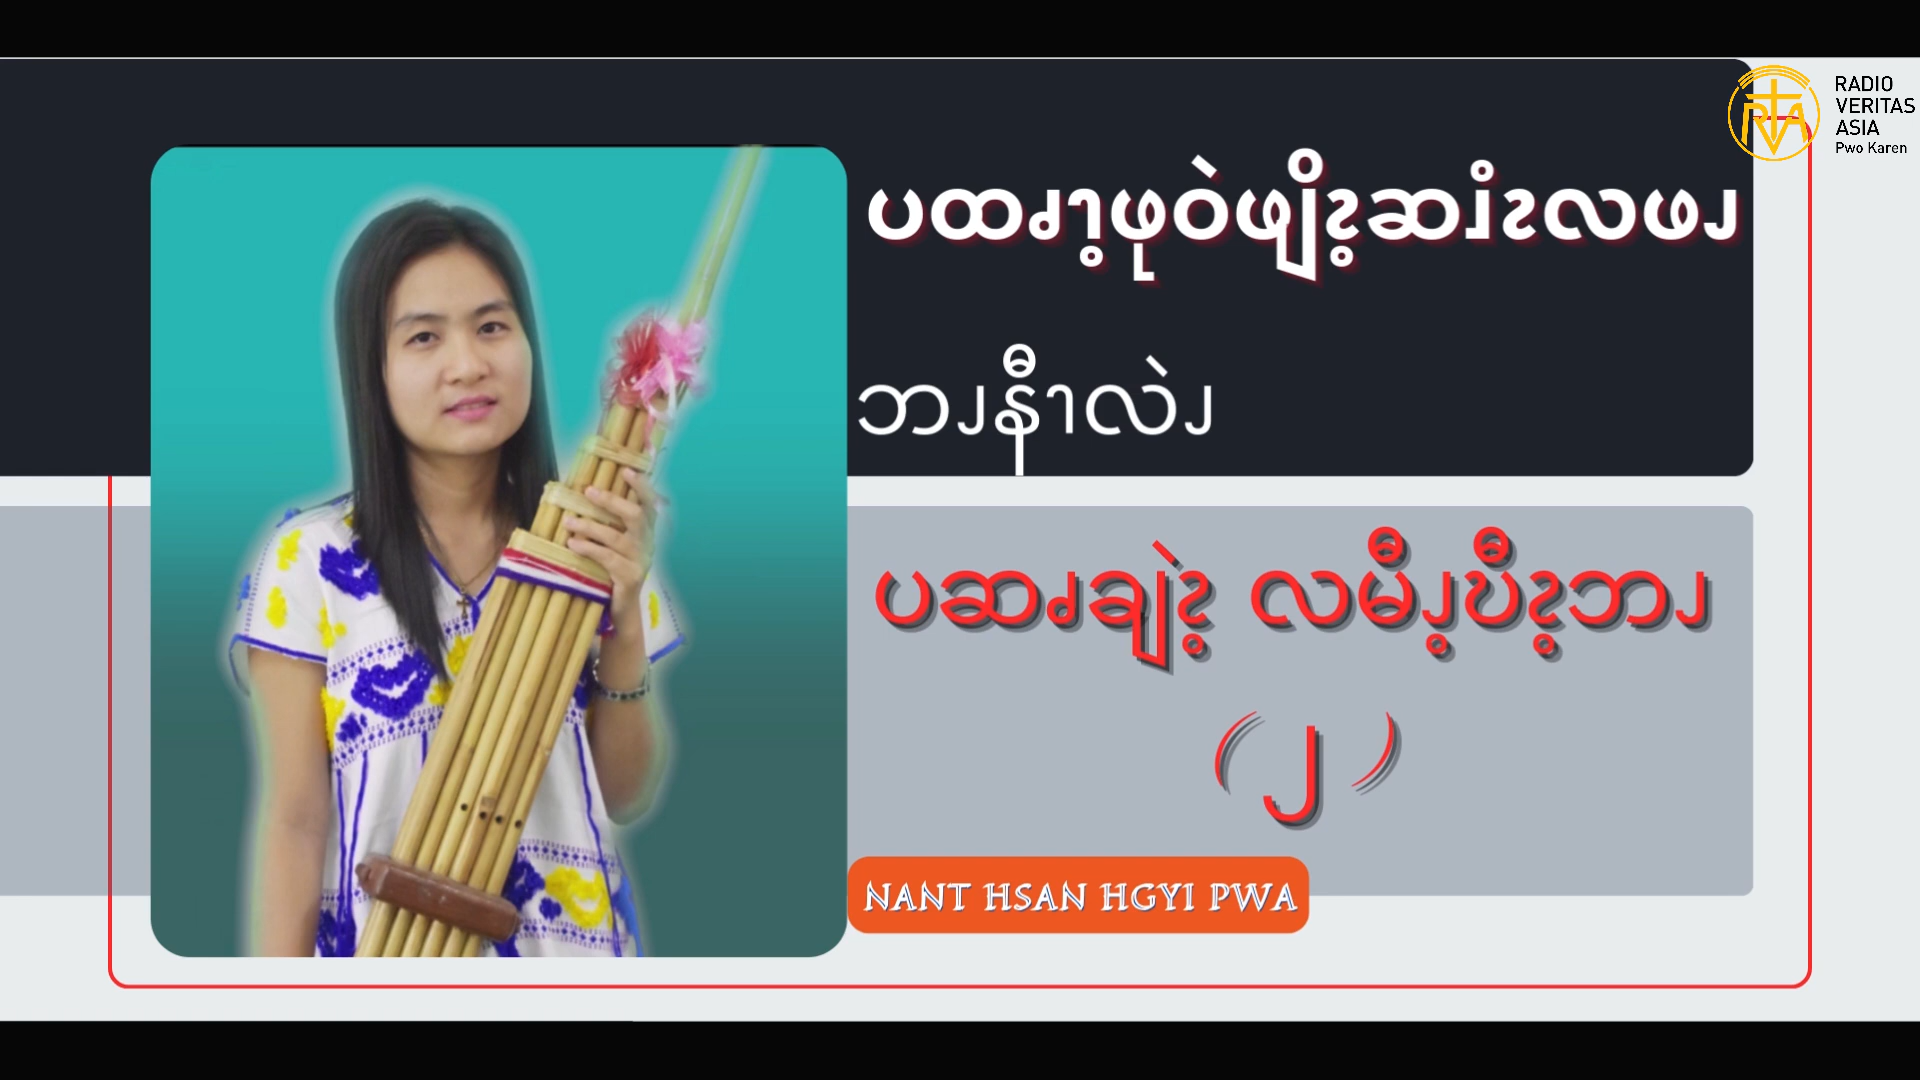 RADIO
VERITAS
ASIA
Pwo Karen
ပထၧၫ့ဖုဝဲဖျိၩ့ဆၪၩလဖၪ
ဘၪနီၫလဲၪ
ပဆၧချဲၩ့ လမီၪ့ပီၩ့ဘၪ
(၂)
NANT HSAN HGYI PWA